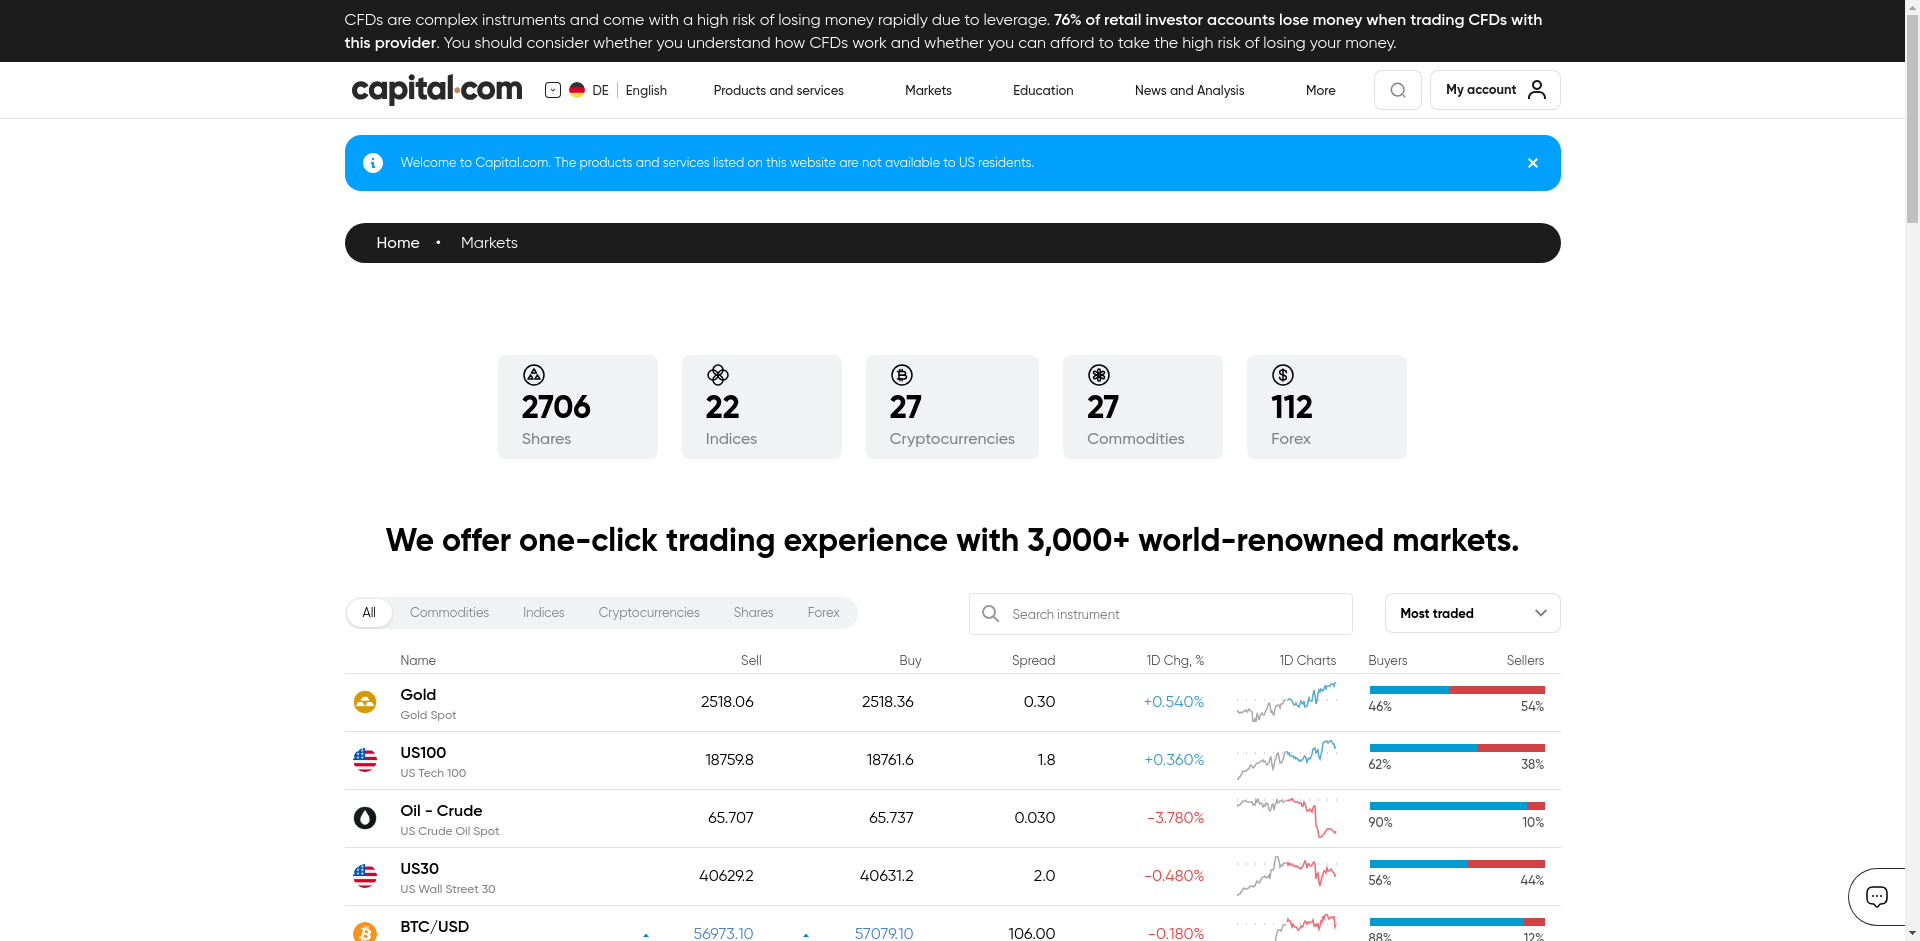 CFDs are complex instruments and come with a high risk of losing money rapidly due to leverage. 76% of retail investor accounts lose money when trading CFDs with
this provider. You should consider whether you understand how CFDs work and whether you can afford to take the high risk of losing your money.
capital.com DE English Products and services Markets Education News and Analysis More My account
Welcome to Capital.com. The products and services listed on this website are not available to US residents.
Home • Markets
2706 22 27 27 112
Shares Indices Cryptocurrencies Commodities Forex
We offer one-click trading experience with 3,000+ world-renowned markets.
All Commodities Indices Cryptocurrencies Shares Forex Search instrument Most traded
Name Sell Buy Spread 1D Chg, % 1D Charts Buyers Sellers
Gold
Gold Spot
2518.06 2518.36 0.30 +0.540% 46% 54%
US100
US Tech 100
18759.8 18761.6 1.8 +0.360% 62% 38%
Oil - Crude
US Crude Oil Spot
65.707 65.737 0.030 -3.780% 90% 10%
US30
US Wall Street 30
40629.2 40631.2 2.0 -0.480% 56% 44%
BTC/USD
56973.10 57079.10 106.00 -0.180% 88% 12%